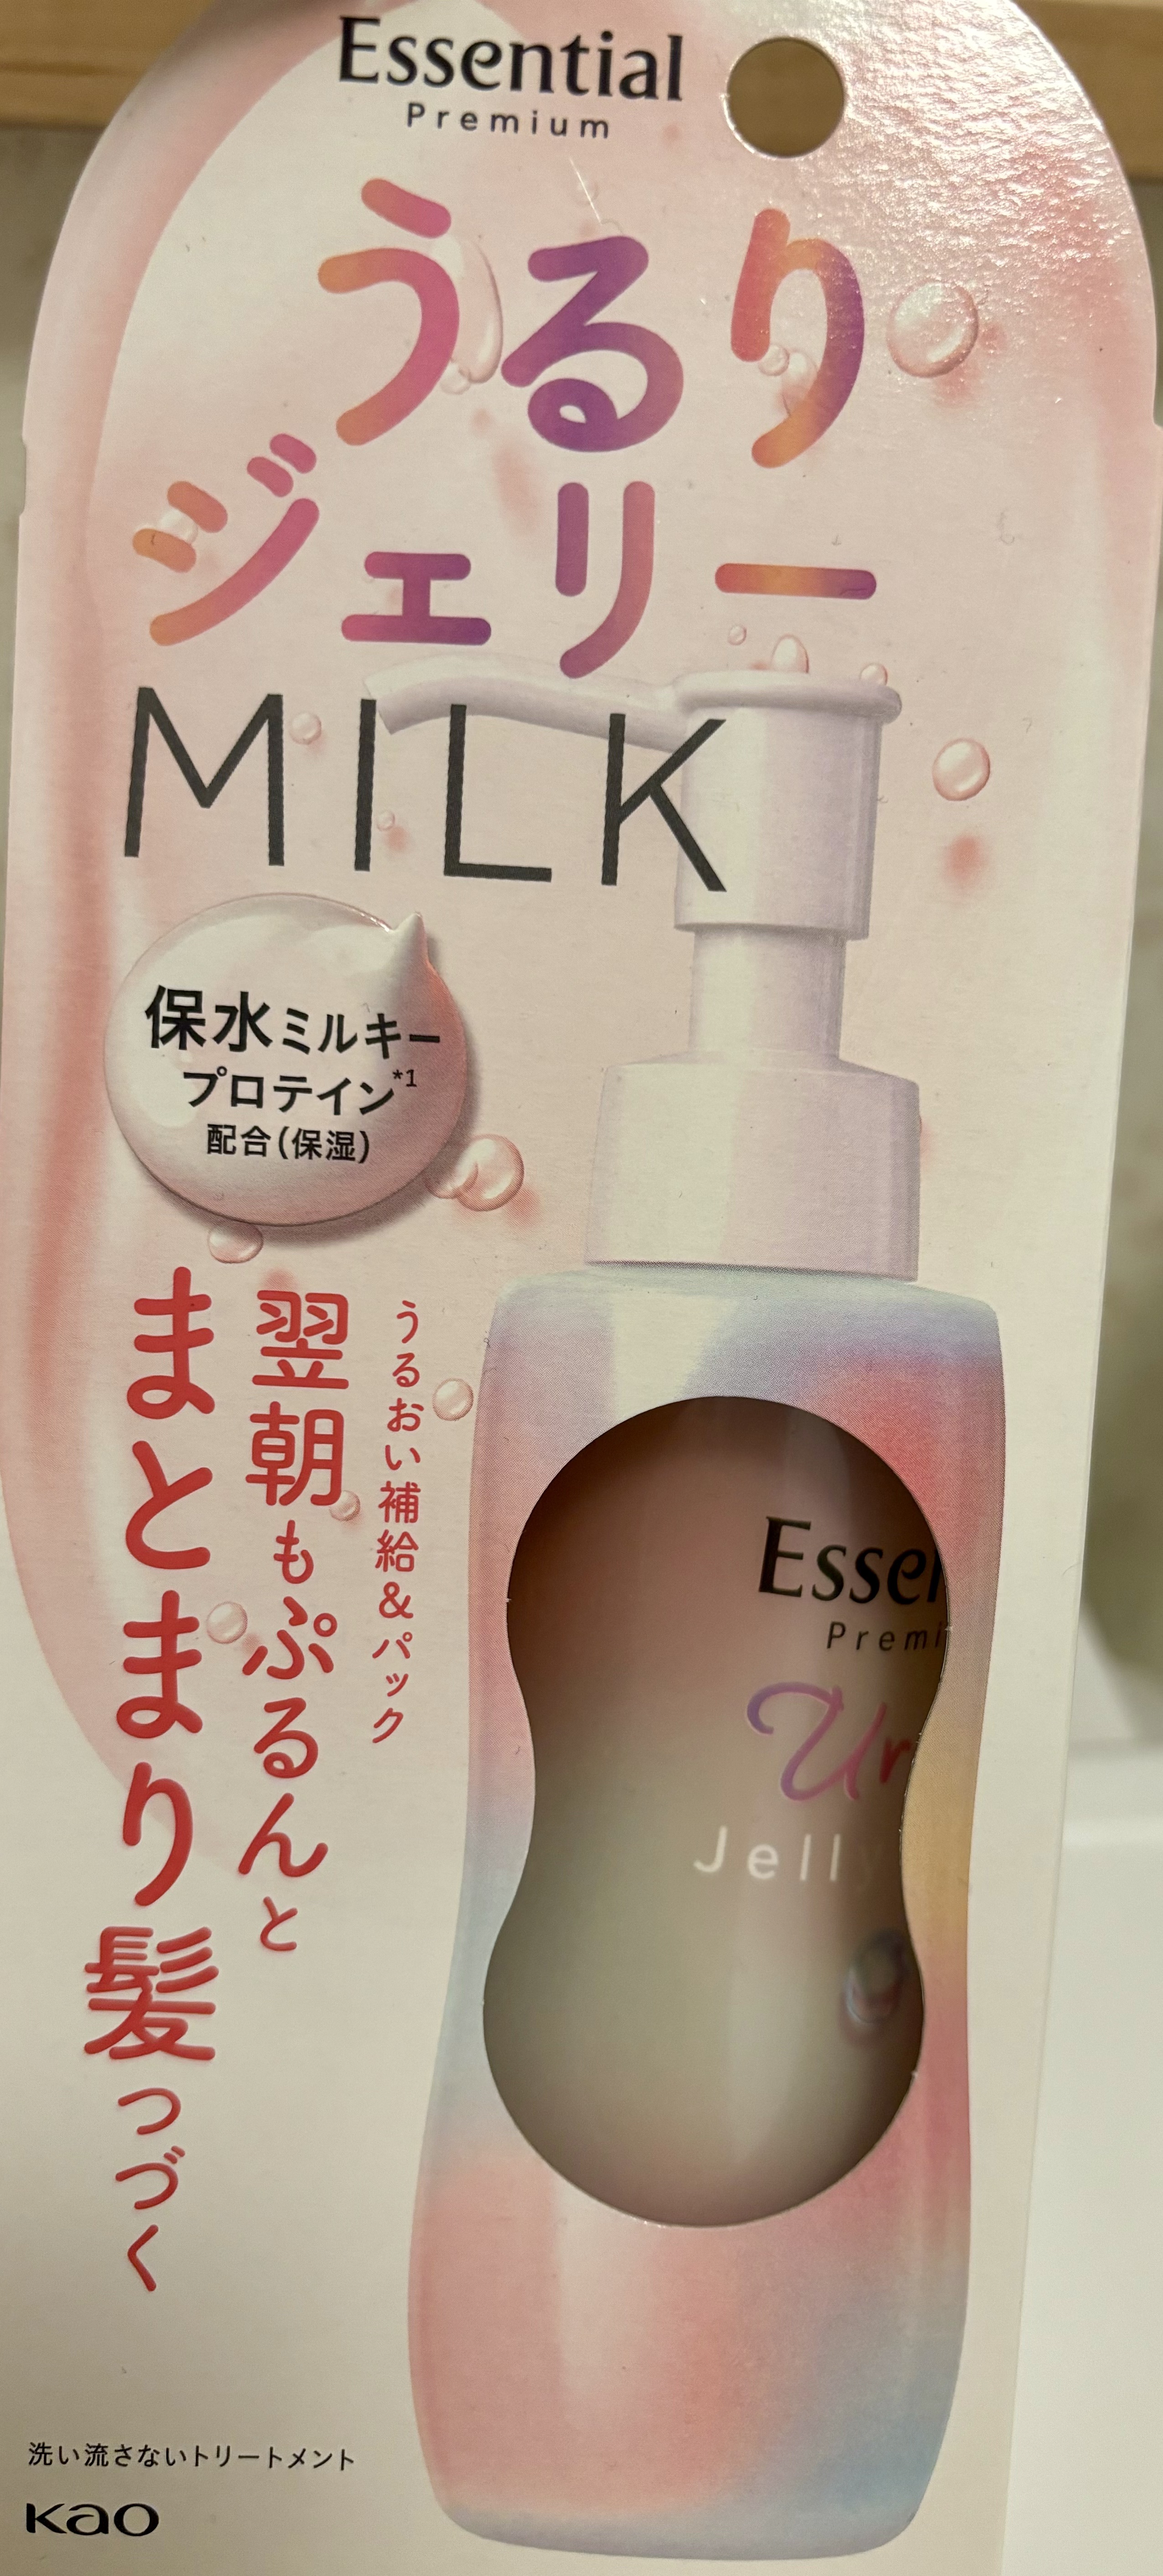 Essential
Premium
うるり
ジェリー
MILK
保水ミルキー
プロテイン*1
配合(保湿)
うるおい補給&パック
翌朝もぷるんと
まとまり髪つづく
Essen
Premi
Ur
Jelly
洗い流さないトリートメント
Kao